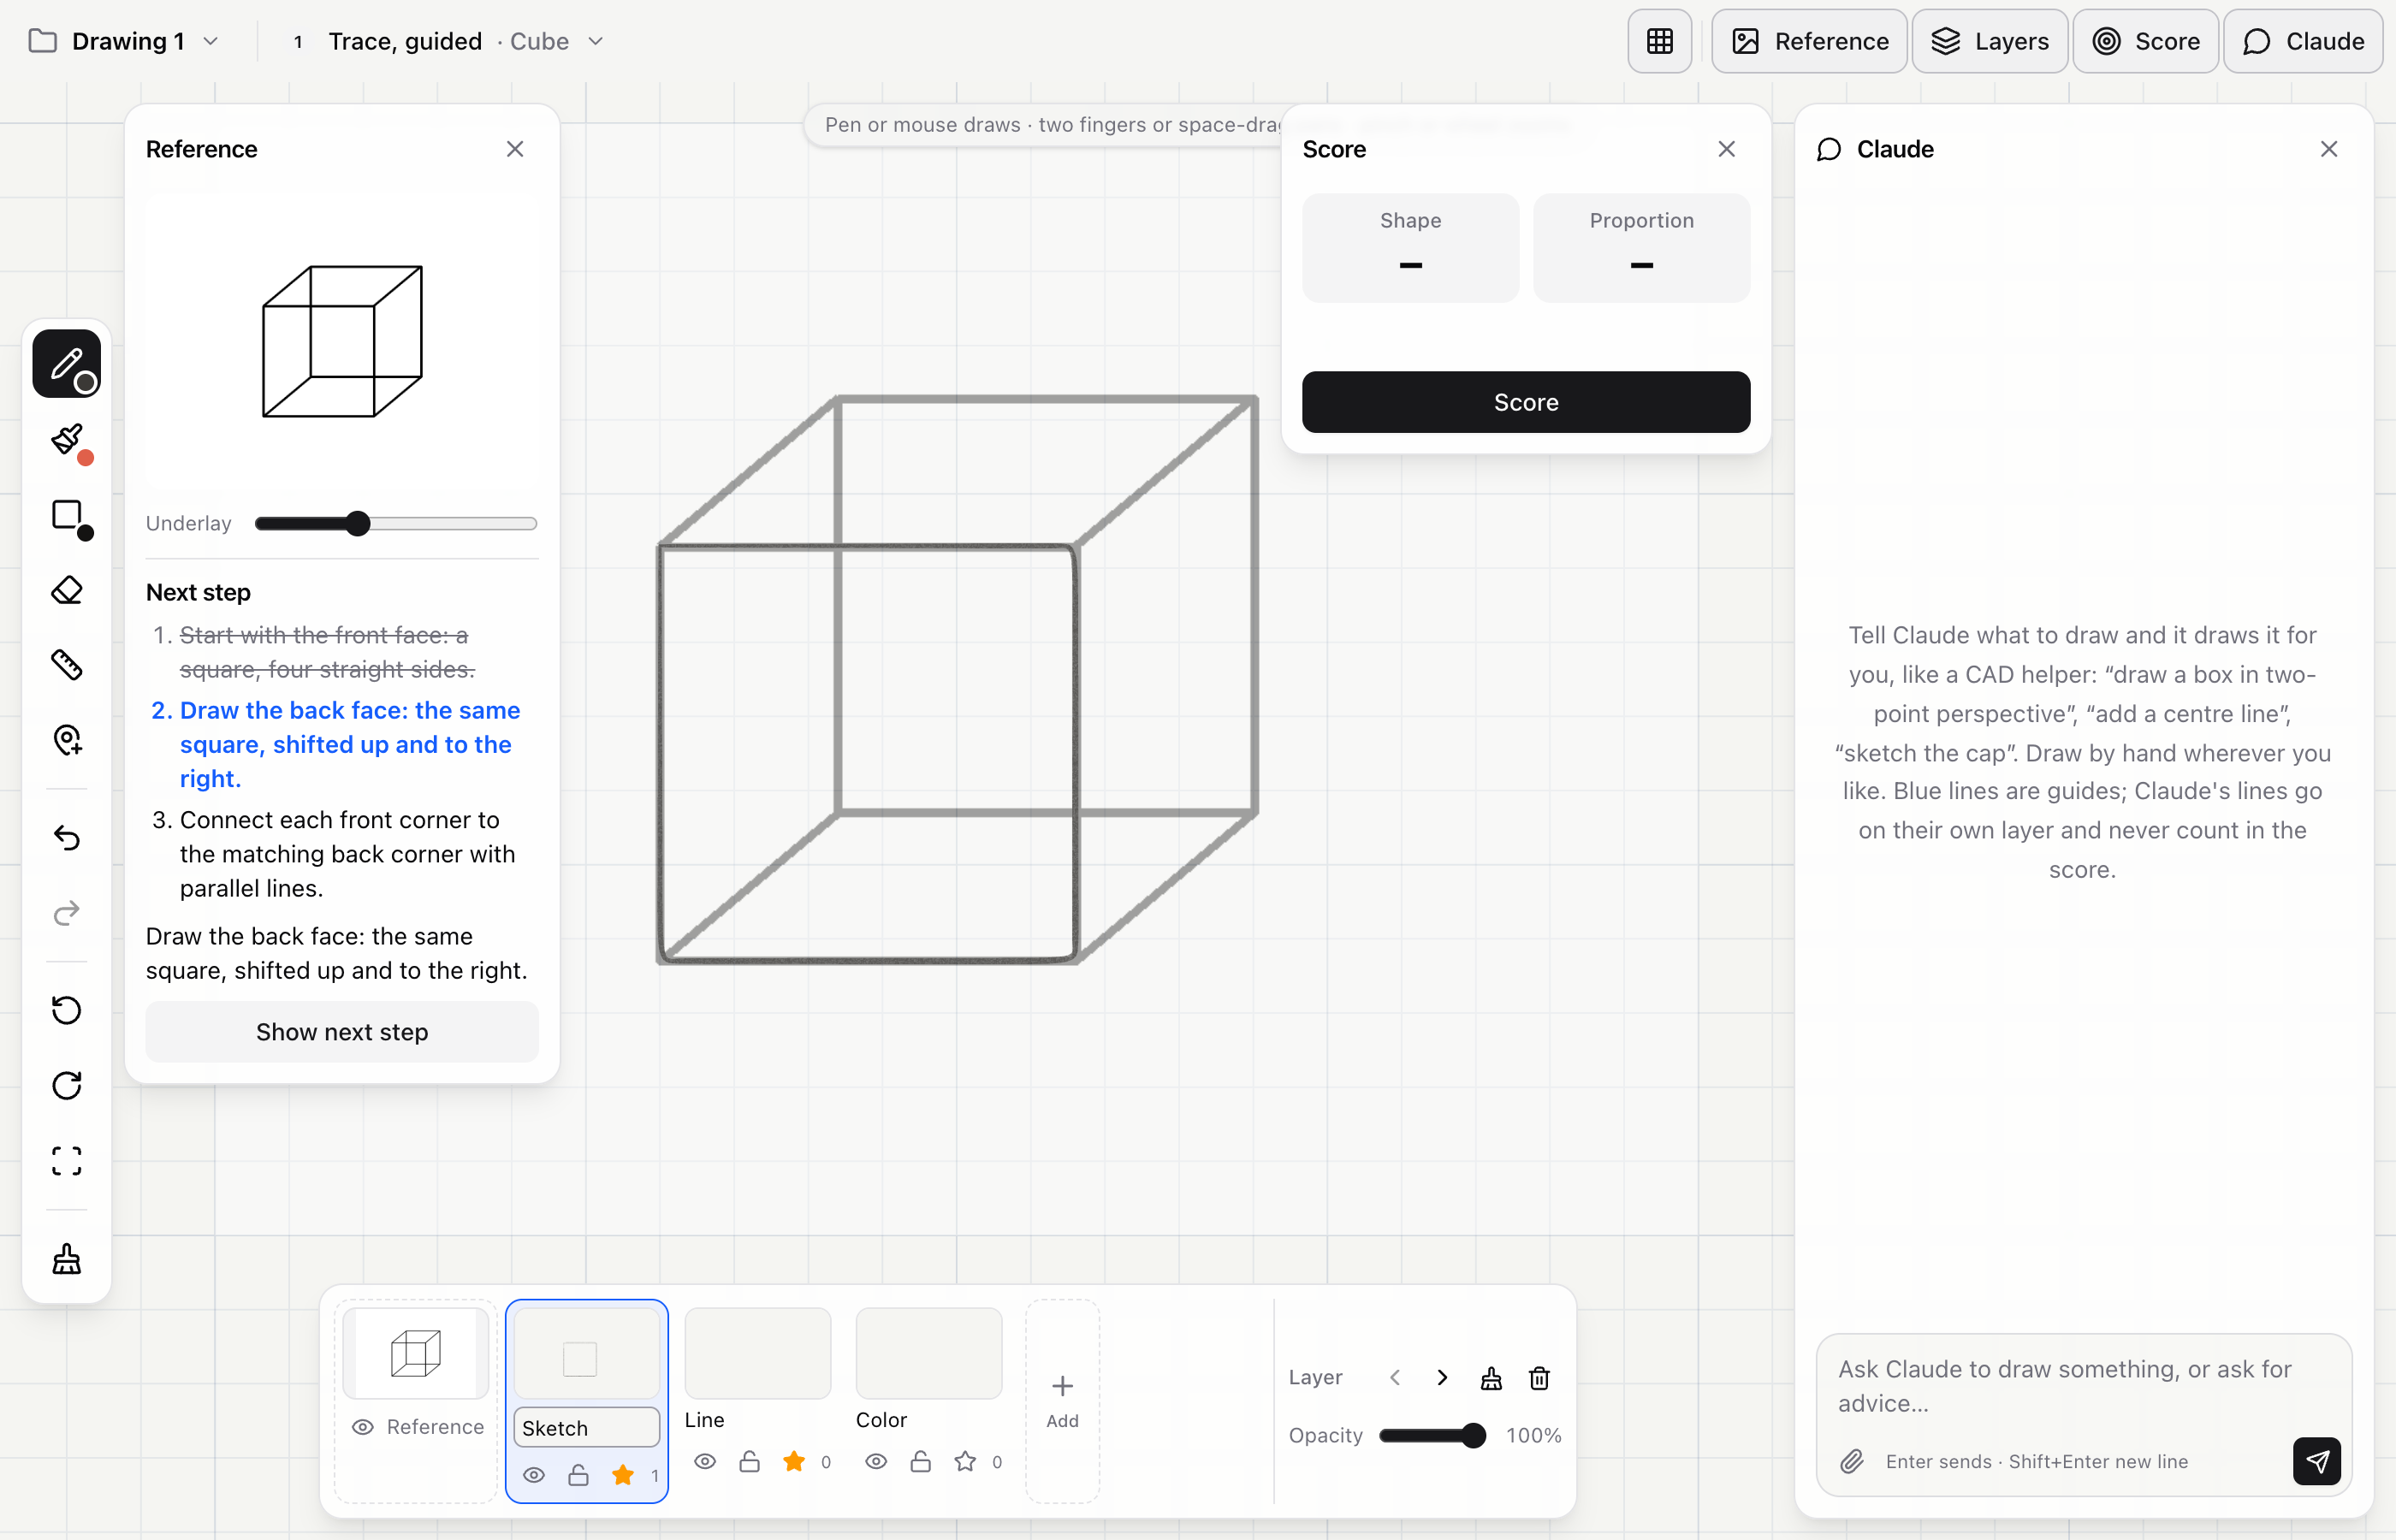 Drawing 1
1 Trace, guided · Cube
Reference
Layers
Score
Claude
Pen or mouse draws · two fingers or space-drag
Reference
Underlay
Next step
1. Start with the front face: a
square, four straight sides.
2. Draw the back face: the same
square, shifted up and to the
right.
3. Connect each front corner to
the matching back corner with
parallel lines.
Draw the back face: the same
square, shifted up and to the right.
Show next step
Score
Shape
–
Proportion
–
Score
Claude
Tell Claude what to draw and it draws it for
you, like a CAD helper: “draw a box in two-
point perspective”, “add a centre line”,
“sketch the cap”. Draw by hand wherever you
like. Blue lines are guides; Claude's lines go
on their own layer and never count in the
score.
Ask Claude to draw something, or ask for
advice...
Enter sends · Shift+Enter new line
Reference
Sketch
1
Line
0
Color
0
Add
Layer
Opacity 100%